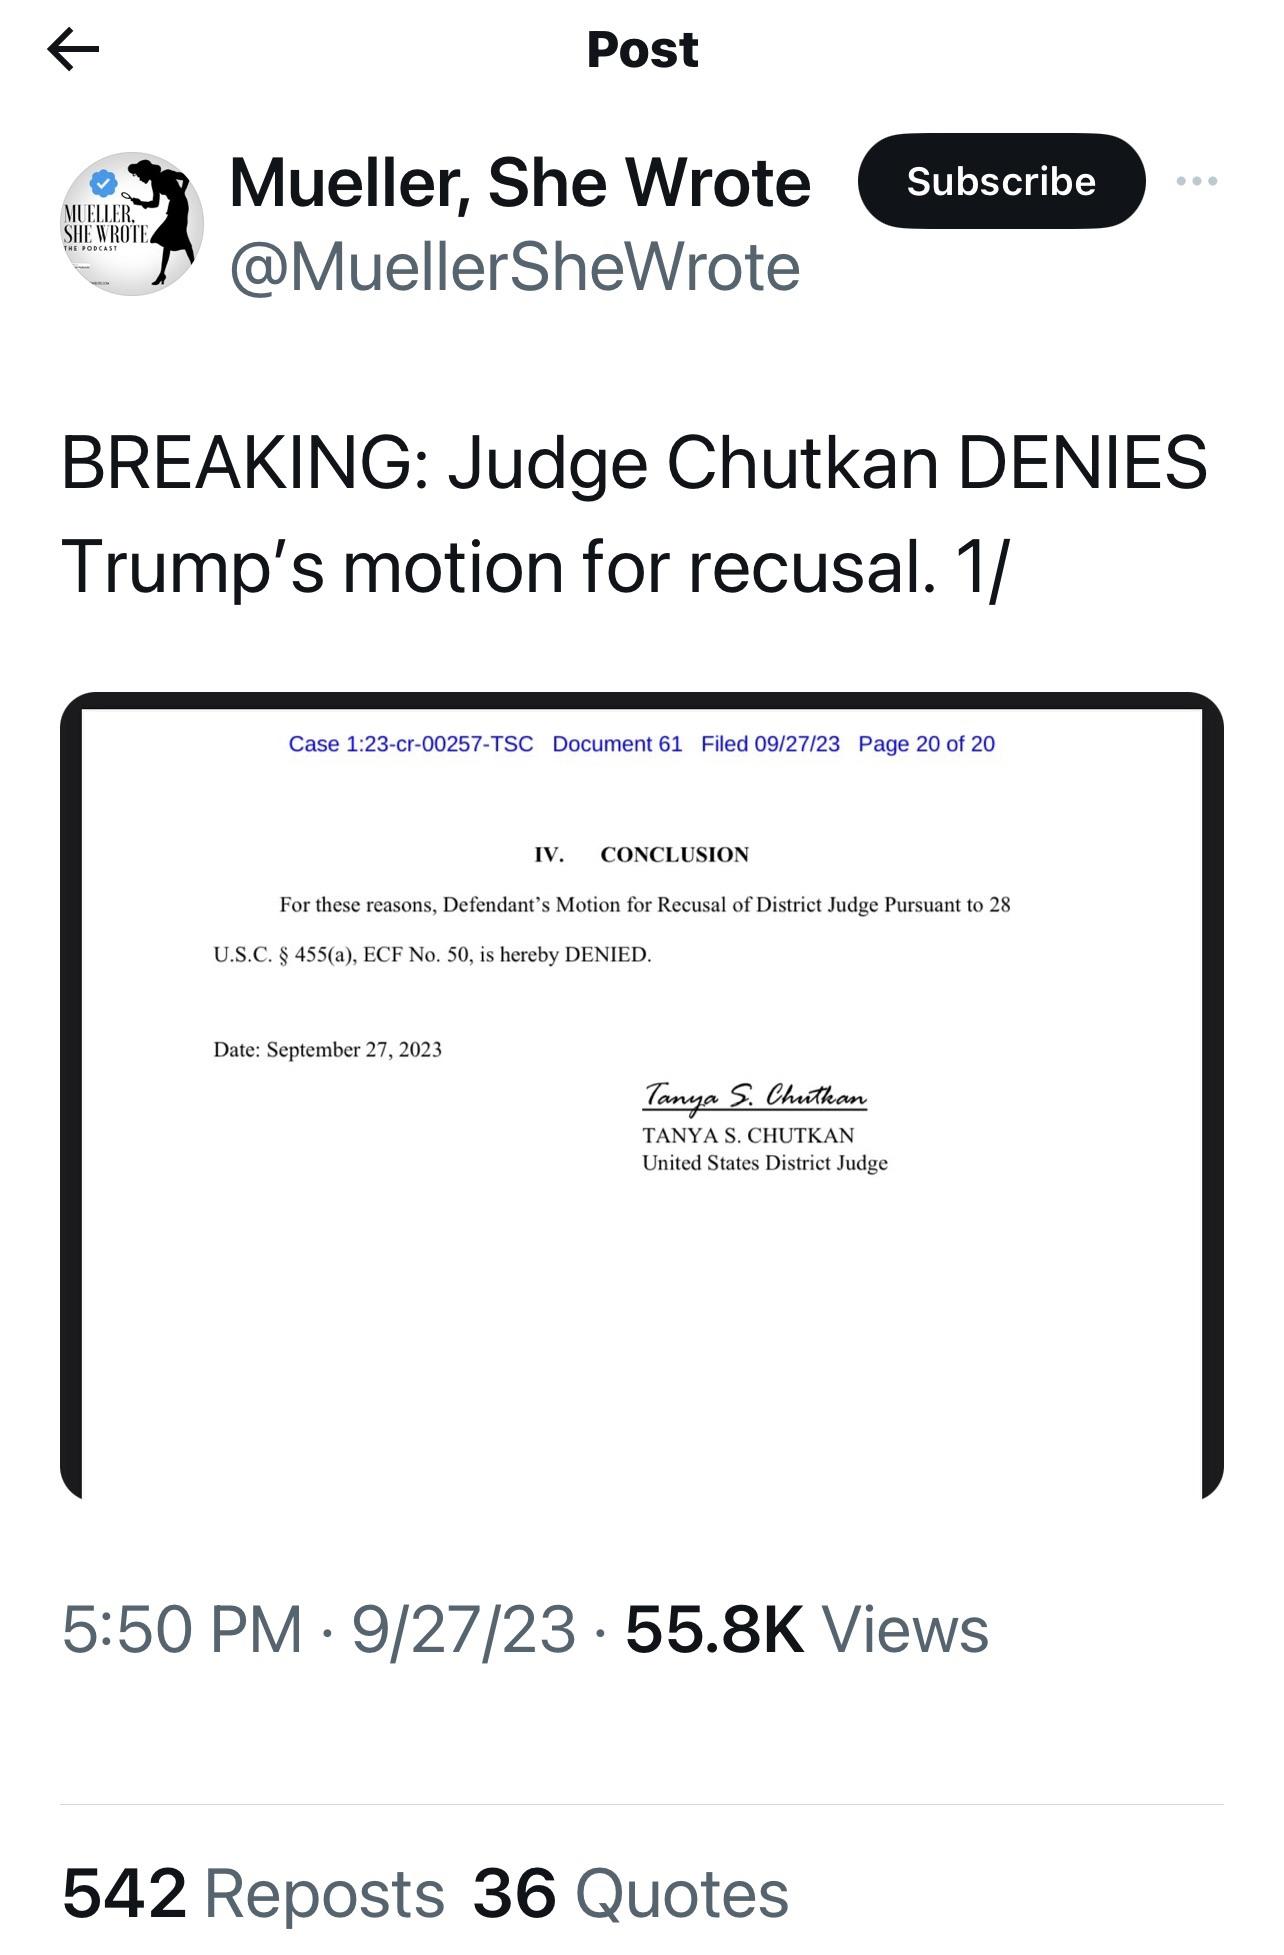 Post
Mueller, She Wrote
Subscribe
@MuellerSheWrote
MUELLER,
SHE WROTE
THE PODCAST
BREAKING: Judge Chutkan DENIES
Trump’s motion for recusal. 1/
Case 1:23-cr-00257-TSC Document 61 Filed 09/27/23 Page 20 of 20
IV. CONCLUSION
For these reasons, Defendant’s Motion for Recusal of District Judge Pursuant to 28
U.S.C. § 455(a), ECF No. 50, is hereby DENIED.
Date: September 27, 2023
Tanya S. Chutkan
TANYA S. CHUTKAN
United States District Judge
5:50 PM · 9/27/23 · 55.8K Views
542 Reposts 36 Quotes